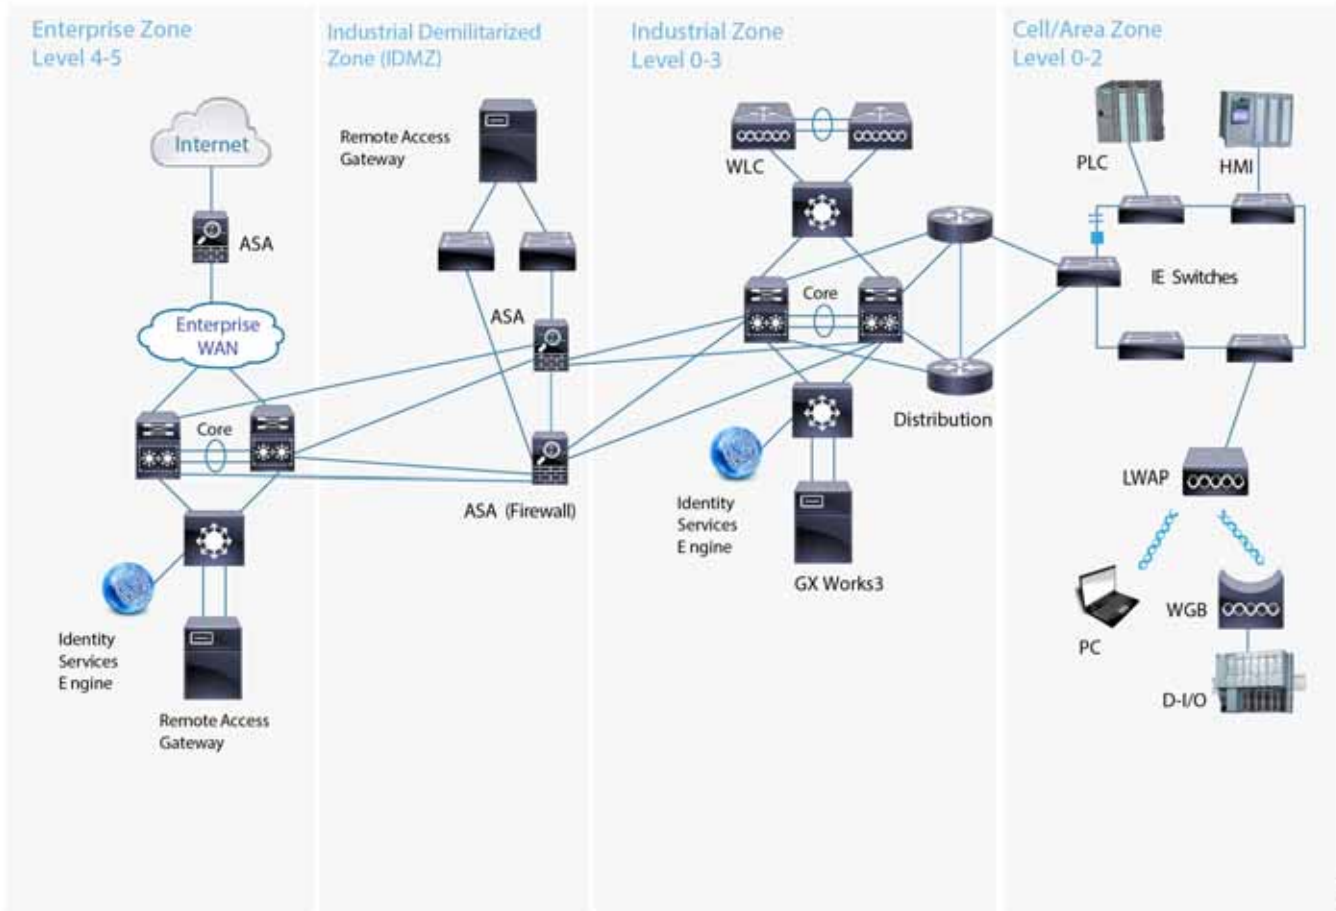 Enterprise Zone
Level 4-5
Internet
ASA
Enterprise
WAN
Core
Identity
Services
E ngine
Remote Access
Gateway
Industrial Demilitarized
Zone (IDMZ)
Remote Access
Gateway
ASA
ASA (Firewall)
Industrial Zone
Level 0-3
WLC
Core
Distribution
Identity
Services
E ngine
GX Works3
Cell/Area Zone
Level 0-2
PLC
HMI
IE Switches
LWAP
PC
WGB
D-I/O